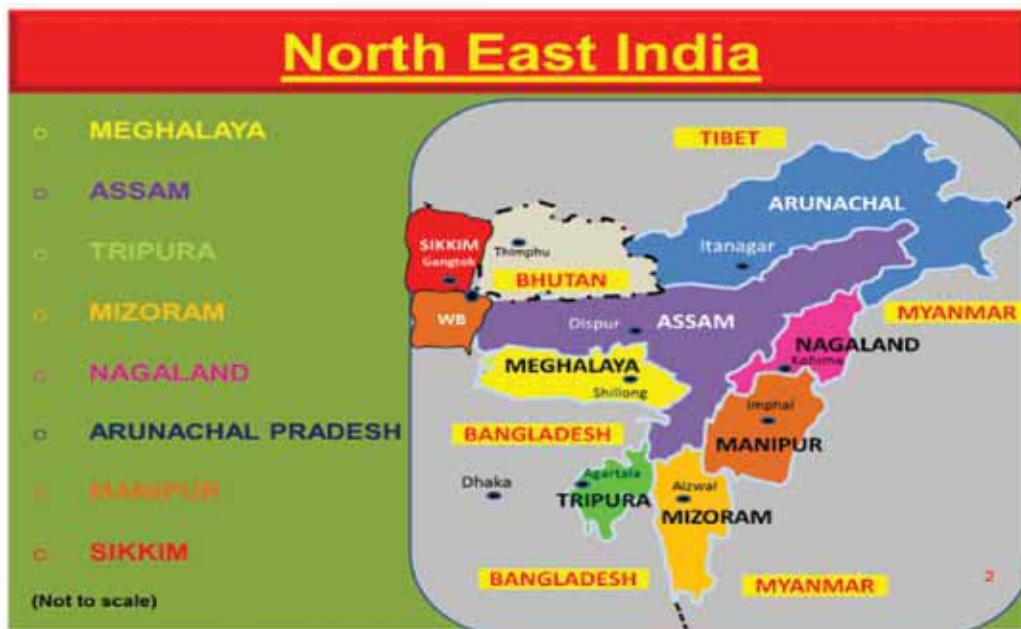 North East India
MEGHALAYA
ASSAM
TRIPURA
MIZORAM
NAGALAND
ARUNACHAL PRADESH
MANIPUR
SIKKIM
(Not to scale)
TIBET
ARUNACHAL
Itanagar
SIKKIM
Gangtok
Thimphu
BHUTAN
MYANMAR
WB
Dispur
ASSAM
NAGALAND
Kohima
MEGHALAYA
Shillong
Imphal
MANIPUR
BANGLADESH
Dhaka
Agartala
TRIPURA
Aizwal
MIZORAM
BANGLADESH
MYANMAR
2